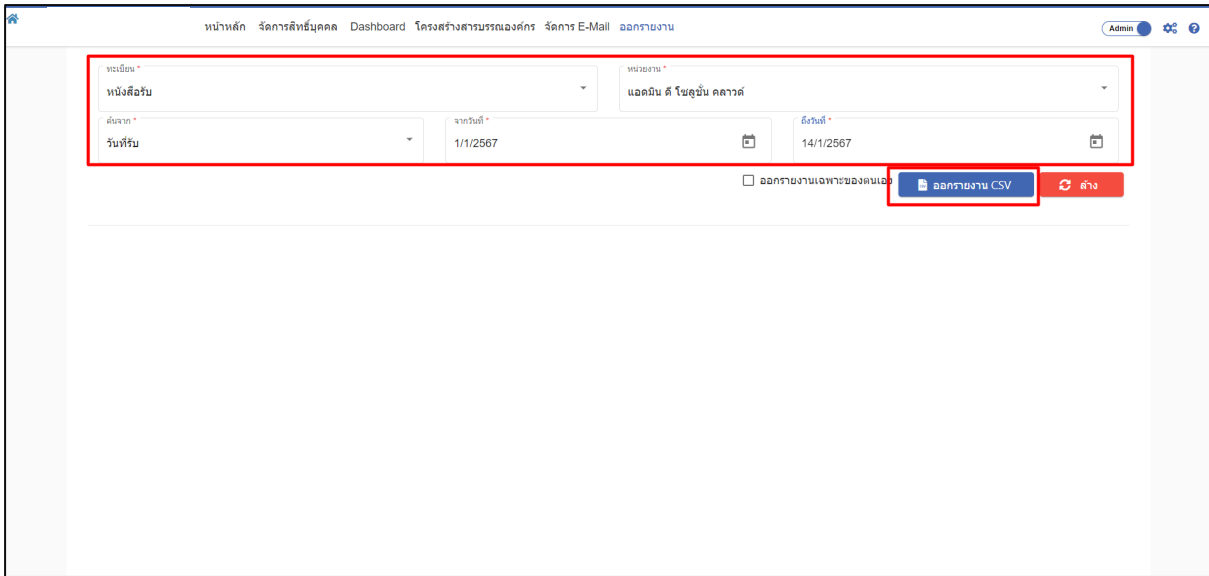 หน้าหลัก จัดการสิทธิ์บุคคล Dashboard โครงสร้างสารบรรณองค์กร จัดการ E-Mail ออกรายงาน Admin
ทะเบียน * หน่วยงาน *
หนังสือรับ แอดมิน ดี โซลูชั่น คลาวด์
ค้นจาก * จากวันที่ * ถึงวันที่ *
วันที่รับ 1/1/2567 14/1/2567
ออกรายงานเฉพาะของตนเอง ออกรายงาน CSV ล้าง